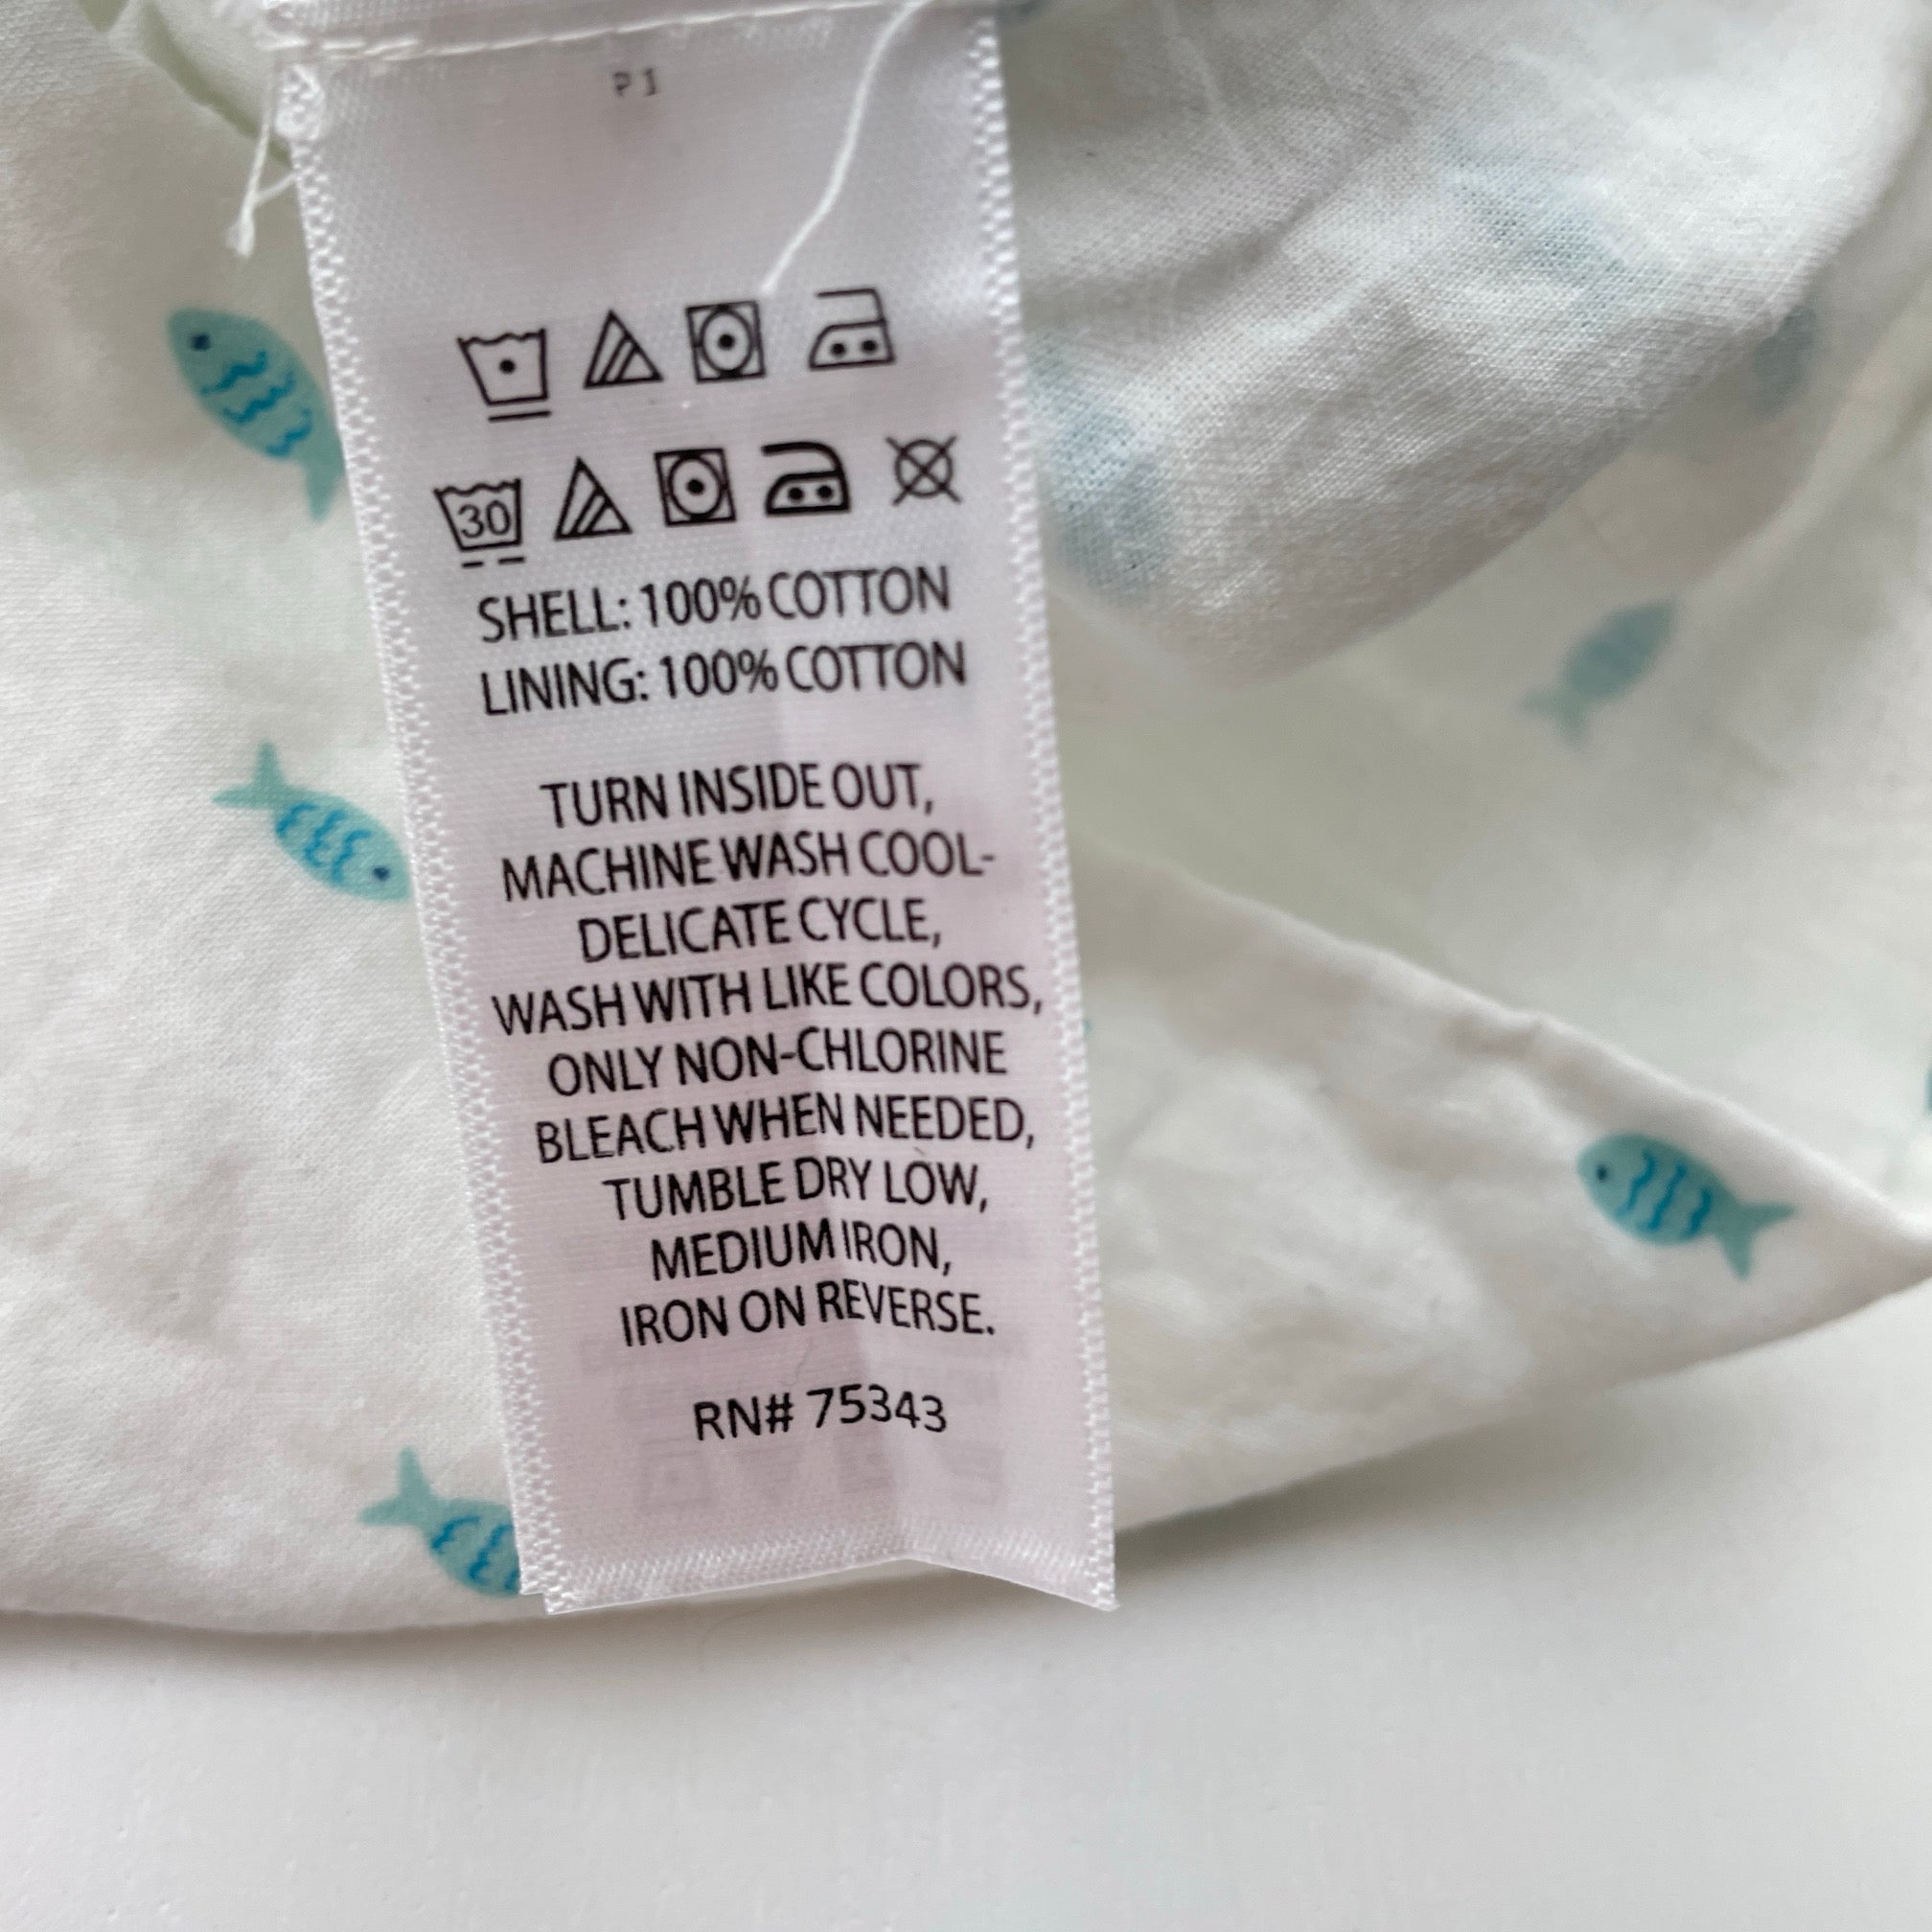 P1
30
SHELL: 100% COTTON
LINING: 100% COTTON
TURN INSIDE OUT,
MACHINE WASH COOL-
DELICATE CYCLE,
WASH WITH LIKE COLORS,
ONLY NON-CHLORINE
BLEACH WHEN NEEDED,
TUMBLE DRY LOW,
MEDIUM IRON,
IRON ON REVERSE.
RN# 75343